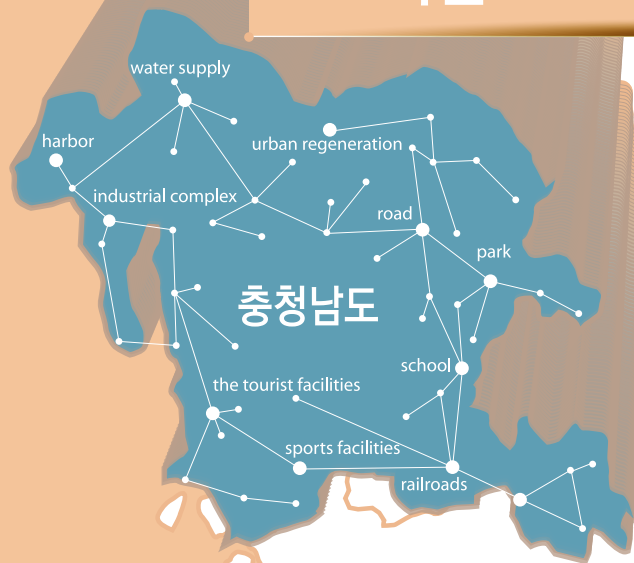 water supply
harbor
urban regeneration
industrial complex
road
park
충청남도
school
the tourist facilities
sports facilities
railroads